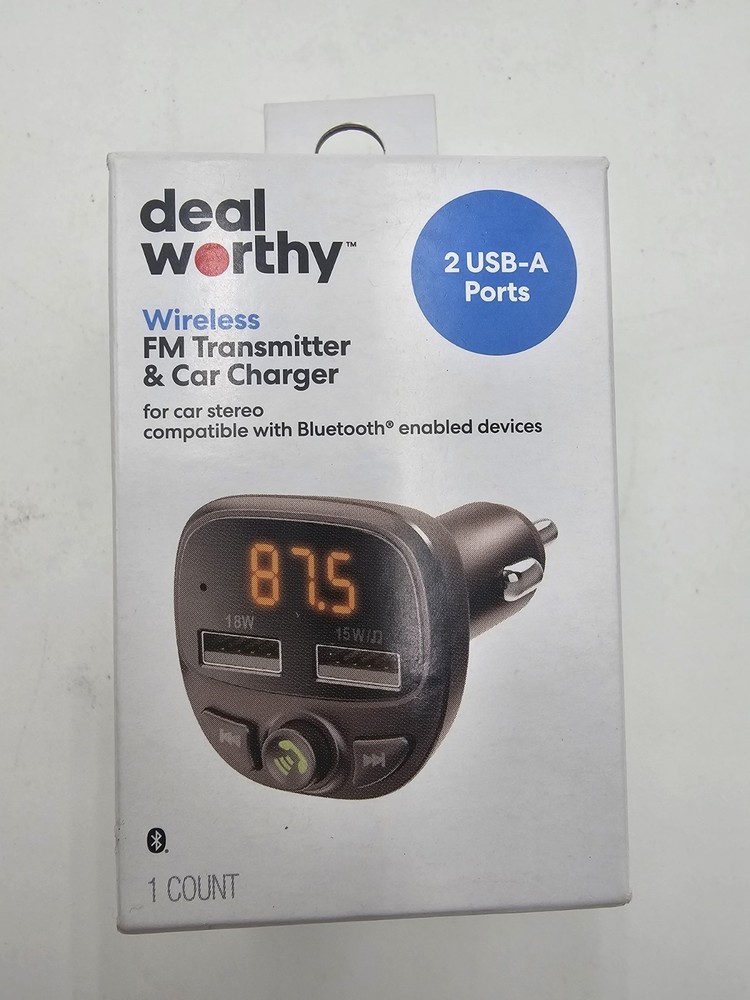 deal
worthy™
2 USB-A
Ports
Wireless
FM Transmitter
& Car Charger
for car stereo
compatible with Bluetooth® enabled devices
87.5
18W
15W/♫
1 COUNT